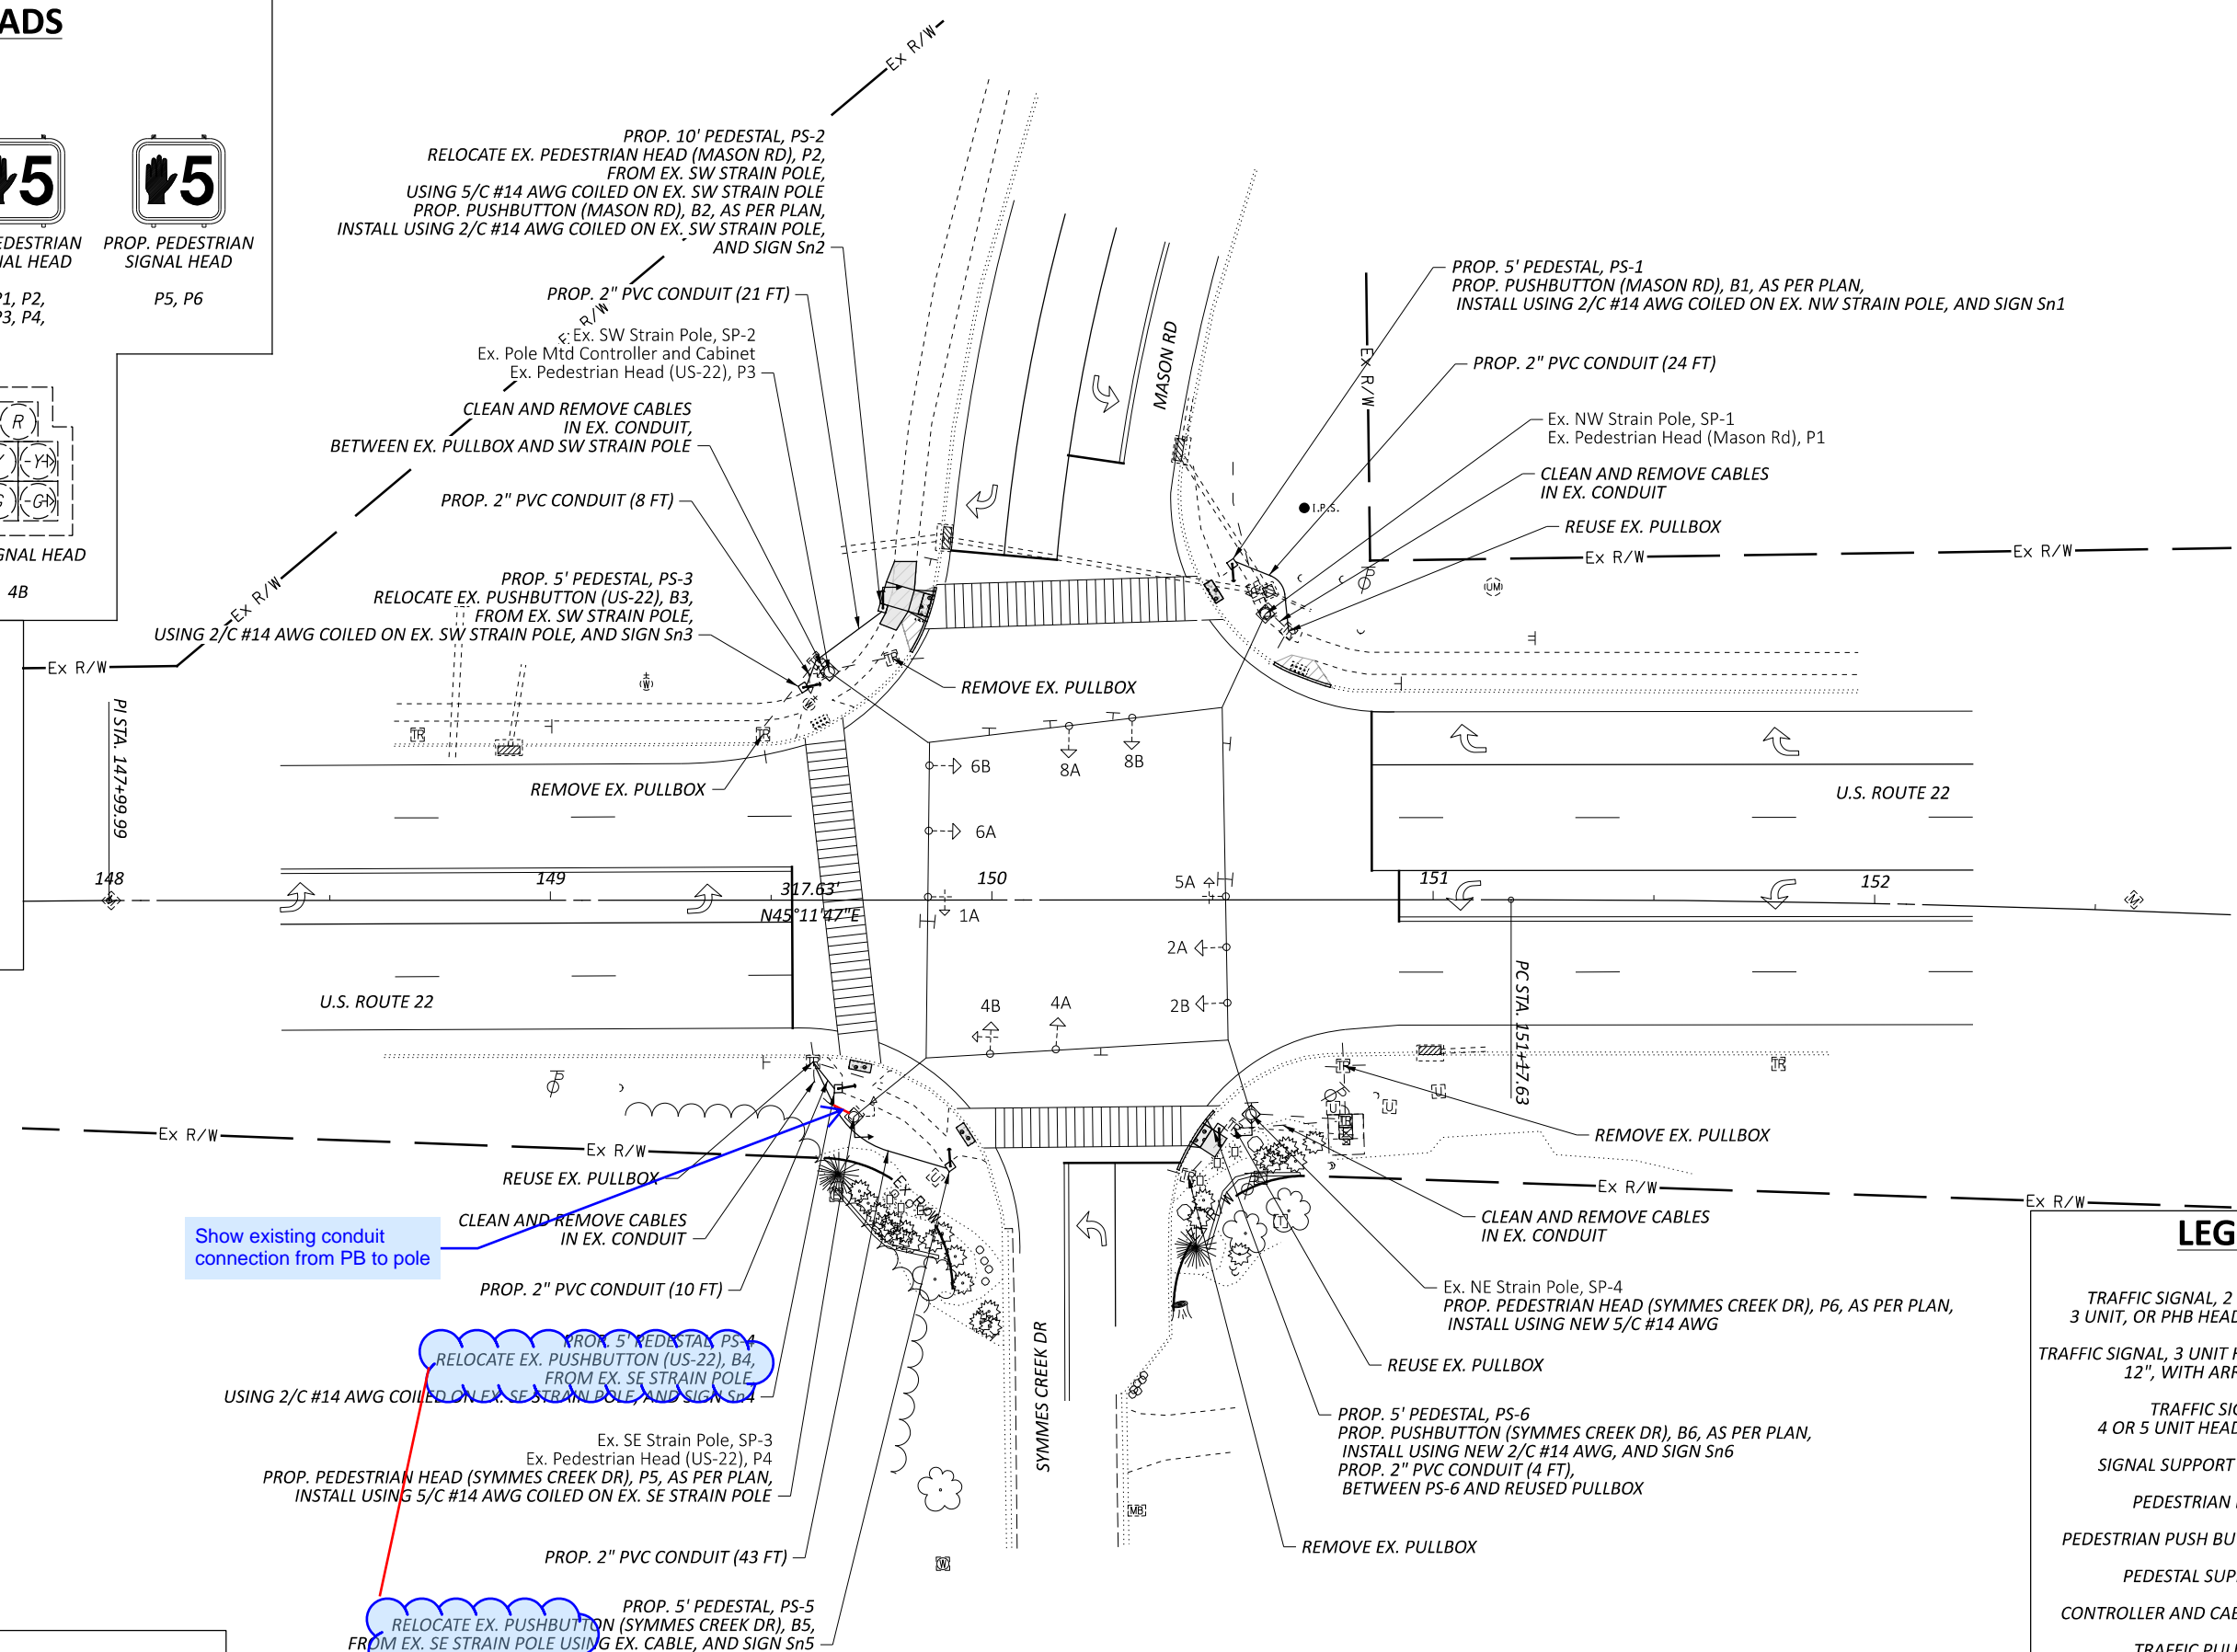 ADS
5
5
EDESTRIAN
NAL HEAD
P1, P2,
P3, P4,
PROP. PEDESTRIAN
SIGNAL HEAD
P5, P6
R
Y
Y
G
G
GNAL HEAD
4B
Ex R/W
PROP. 10' PEDESTAL, PS-2
RELOCATE EX. PEDESTRIAN HEAD (MASON RD), P2,
FROM EX. SW STRAIN POLE,
USING 5/C #14 AWG COILED ON EX. SW STRAIN POLE
PROP. PUSHBUTTON (MASON RD), B2, AS PER PLAN,
INSTALL USING 2/C #14 AWG COILED ON EX. SW STRAIN POLE,
AND SIGN Sn2
PROP. 2" PVC CONDUIT (21 FT)
Ex R/W
Ex. SW Strain Pole, SP-2
Ex. Pole Mtd Controller and Cabinet
Ex. Pedestrian Head (US-22), P3
CLEAN AND REMOVE CABLES
IN EX. CONDUIT,
BETWEEN EX. PULLBOX AND SW STRAIN POLE
PROP. 2" PVC CONDUIT (8 FT)
PROP. 5' PEDESTAL, PS-3
RELOCATE EX. PUSHBUTTON (US-22), B3,
FROM EX. SW STRAIN POLE,
USING 2/C #14 AWG COILED ON EX. SW STRAIN POLE, AND SIGN Sn3
Ex R/W
Ex R/W
MASON RD
PROP. 5' PEDESTAL, PS-1
PROP. PUSHBUTTON (MASON RD), B1, AS PER PLAN,
INSTALL USING 2/C #14 AWG COILED ON EX. NW STRAIN POLE, AND SIGN Sn1
Ex R/W
PROP. 2" PVC CONDUIT (24 FT)
Ex. NW Strain Pole, SP-1
Ex. Pedestrian Head (Mason Rd), P1
CLEAN AND REMOVE CABLES
IN EX. CONDUIT
I.P.S.
REUSE EX. PULLBOX
Ex R/W
Ex R/W
UM
W
TR
TR
TR
TR
TR
REMOVE EX. PULLBOX
REMOVE EX. PULLBOX
PI STA. 147+99.99
6B
8A
8B
6A
U.S. ROUTE 22
148
149
317.63'
N45°11'47"E
150
1A
5A
151
152
M
M
2A
2B
4B
4A
U.S. ROUTE 22
PC STA. 151+17.63
TR
TR
TR
U
U
U
TR
Ex R/W
Ex R/W
REUSE EX. PULLBOX
U
Ex R/W
TR
TR
R/W
T
REMOVE EX. PULLBOX
Ex R/W
Ex R/W
Show existing conduit
connection from PB to pole
CLEAN AND REMOVE CABLES
IN EX. CONDUIT
PROP. 2" PVC CONDUIT (10 FT)
CLEAN AND REMOVE CABLES
IN EX. CONDUIT
Ex. NE Strain Pole, SP-4
PROP. PEDESTRIAN HEAD (SYMMES CREEK DR), P6, AS PER PLAN,
INSTALL USING NEW 5/C #14 AWG
REUSE EX. PULLBOX
PROP. 5' PEDESTAL, PS-4
RELOCATE EX. PUSHBUTTON (US-22), B4,
FROM EX. SE STRAIN POLE,
USING 2/C #14 AWG COILED ON EX. SE STRAIN POLE, AND SIGN Sn4
SYMMES CREEK DR
PROP. 5' PEDESTAL, PS-6
PROP. PUSHBUTTON (SYMMES CREEK DR), B6, AS PER PLAN,
INSTALL USING NEW 2/C #14 AWG, AND SIGN Sn6
PROP. 2" PVC CONDUIT (4 FT),
BETWEEN PS-6 AND REUSED PULLBOX
Ex. SE Strain Pole, SP-3
Ex. Pedestrian Head (US-22), P4
PROP. PEDESTRIAN HEAD (SYMMES CREEK DR), P5, AS PER PLAN,
INSTALL USING 5/C #14 AWG COILED ON EX. SE STRAIN POLE
MB
W
REMOVE EX. PULLBOX
PROP. 2" PVC CONDUIT (43 FT)
PROP. 5' PEDESTAL, PS-5
RELOCATE EX. PUSHBUTTON (SYMMES CREEK DR), B5,
FROM EX. SE STRAIN POLE USING EX. CABLE, AND SIGN Sn5
LEG
TRAFFIC SIGNAL, 2
3 UNIT, OR PHB HEAD
TRAFFIC SIGNAL, 3 UNIT H
12", WITH ARR
TRAFFIC SIG
4 OR 5 UNIT HEAD
SIGNAL SUPPORT
PEDESTRIAN
PEDESTRIAN PUSH BU
PEDESTAL SUP
CONTROLLER AND CAB
TRAFFIC PULL